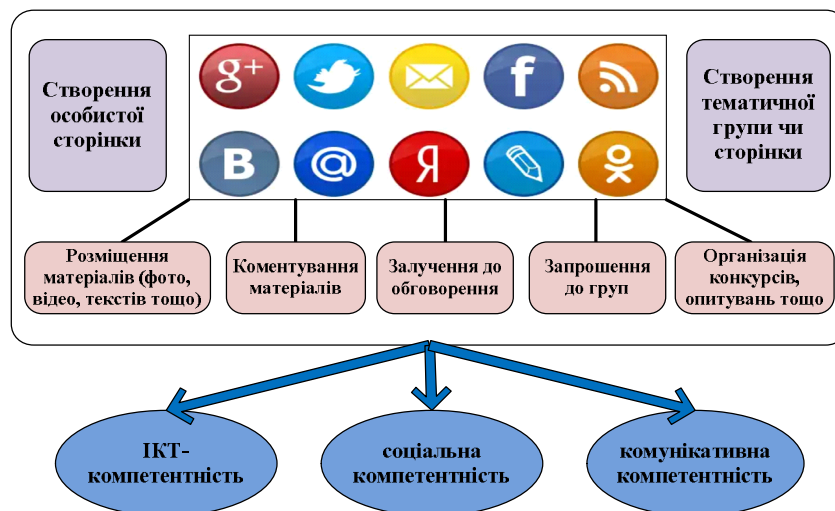 Створення
особистої
сторінки
g+
f
В
@
Я
Створення
тематичної
групи чи
сторінки
Розміщення
матеріалів (фото,
відео, текстів тощо)
Коментування
матеріалів
Залучення до
обговорення
Запрошення
до груп
Організація
конкурсів,
опитувань тощо
ІКТ-
компетентність
соціальна
компетентність
комунікативна
компетентність